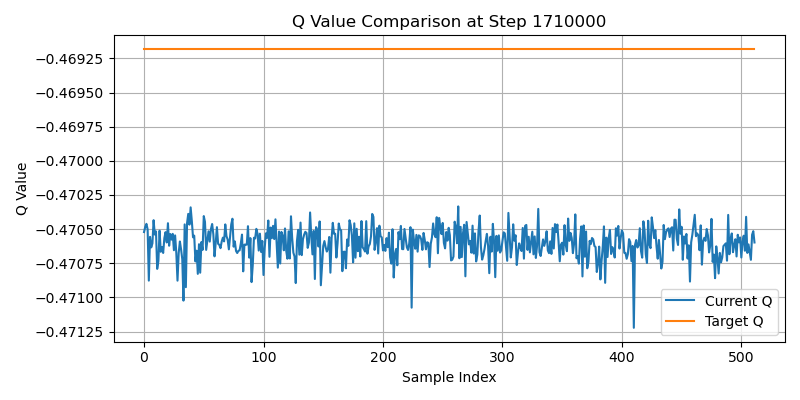 Q Value Comparison at Step 1710000
Q Value
−0.46925
−0.46950
−0.46975
−0.47000
−0.47025
−0.47050
−0.47075
−0.47100
−0.47125
0 100 200 300 400 500
Sample Index
Current Q
Target Q